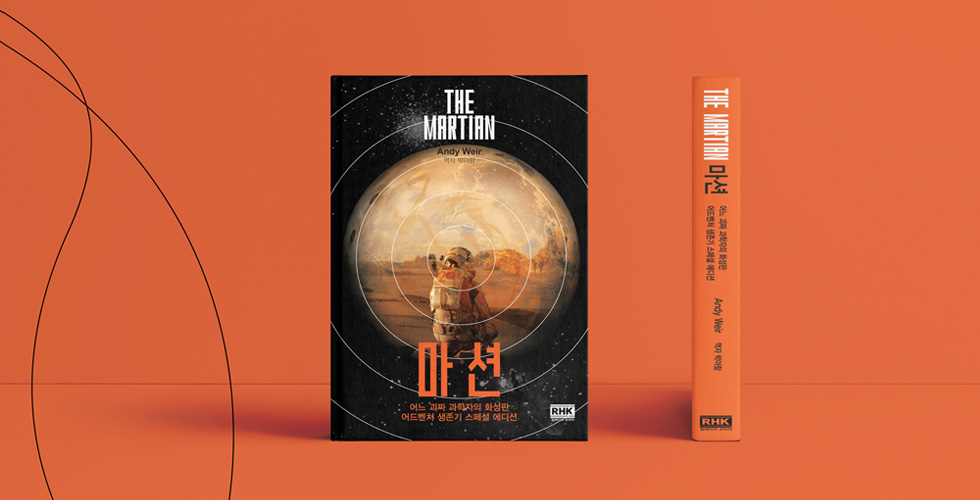 THE
MARTIAN
Andy Weir
역자 박아람
마션
어느 괴짜 과학자의 화성판
어드벤쳐 생존기 스페셜 에디션
RHK
THE MARTIAN 마션
어느 괴짜 과학자의 화성판
어드벤쳐 생존기 스페셜 에디션
Andy Weir 역자 박아람
RHK